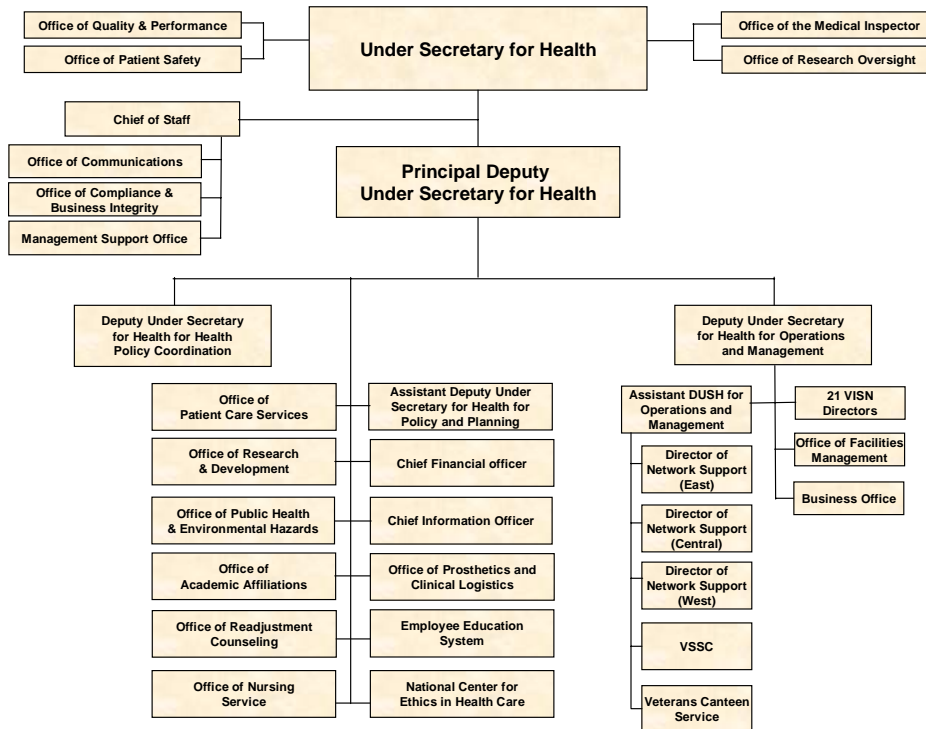 Office of Quality & Performance
Office of Patient Safety
Under Secretary for Health
Office of the Medical Inspector
Office of Research Oversight
Chief of Staff
Office of Communications
Office of Compliance &
Business Integrity
Management Support Office
Principal Deputy
Under Secretary for Health
Deputy Under Secretary
for Health for Health
Policy Coordination
Deputy Under Secretary
for Health for Operations
and Management
Office of
Patient Care Services
Assistant Deputy Under
Secretary for Health for
Policy and Planning
Office of Research
& Development
Chief Financial officer
Office of Public Health
& Environmental Hazards
Chief Information Officer
Office of
Academic Affiliations
Office of Prosthetics and
Clinical Logistics
Office of Readjustment
Counseling
Employee Education
System
Office of Nursing
Service
National Center for
Ethics in Health Care
Assistant DUSH for
Operations and
Management
21 VISN
Directors
Office of Facilities
Management
Business Office
Director of
Network Support
(East)
Director of
Network Support
(Central)
Director of
Network Support
(West)
VSSC
Veterans Canteen
Service